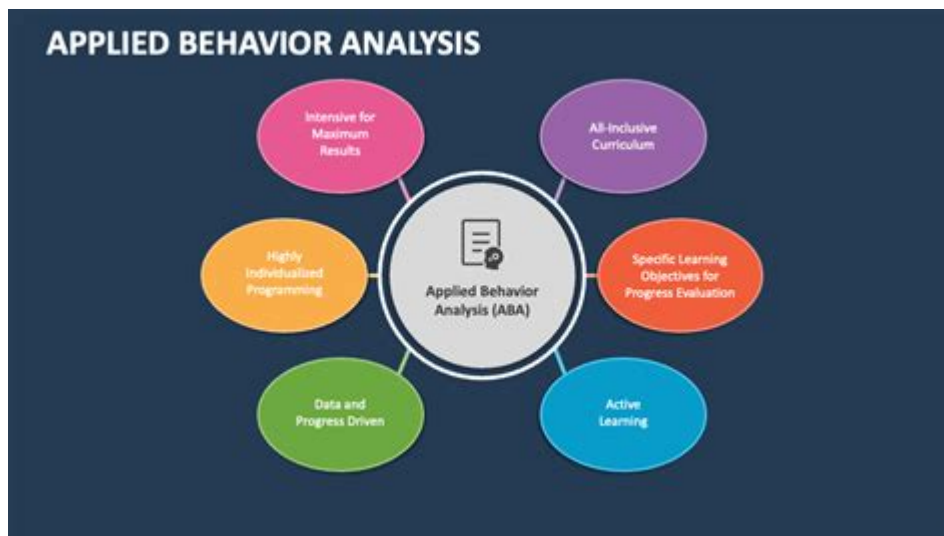 APPLIED BEHAVIOR ANALYSIS
Intensive for
Maximum
Results
All-Inclusive
Curriculum
Highly
Individualized
Programming
Applied Behavior
Analysis (ABA)
Specific Learning
Objectives for
Progress Evaluation
Data and
Progress Driven
Active
Learning